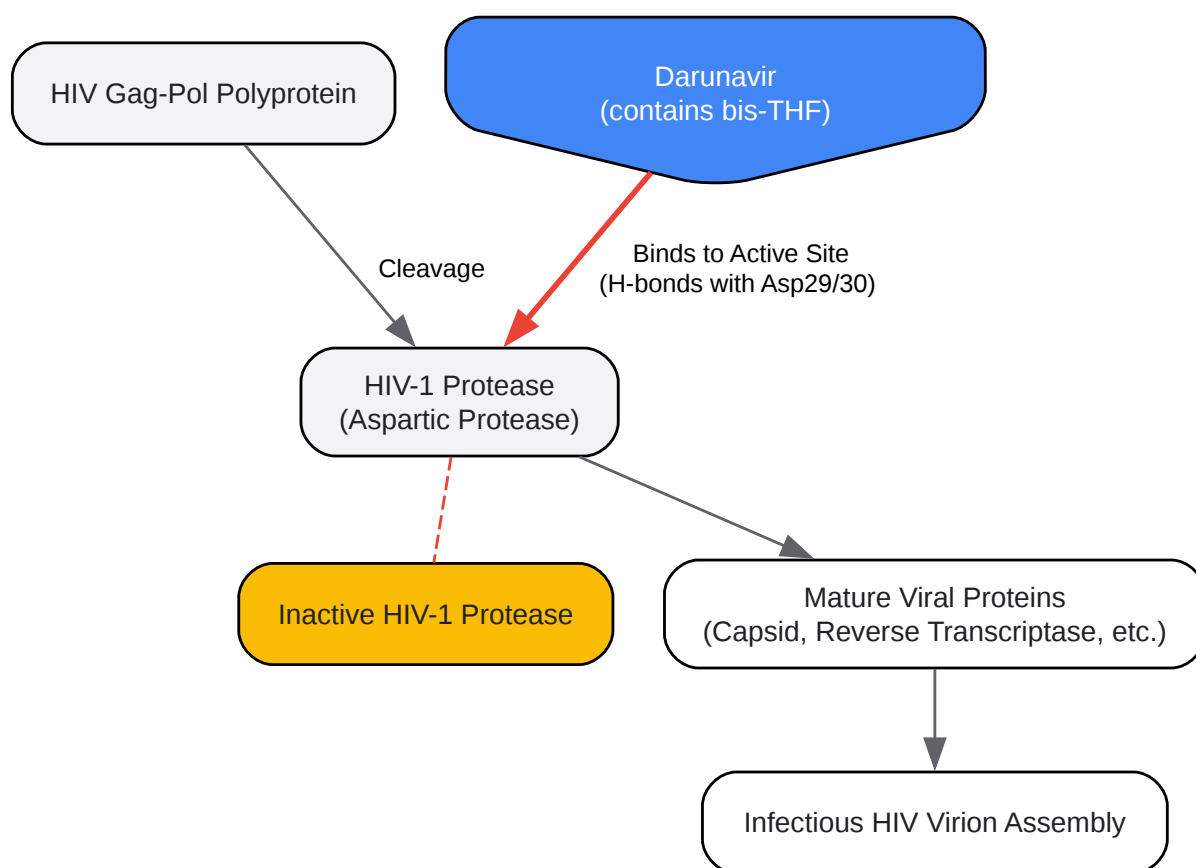 HIV Gag-Pol Polyprotein
Darunavir
(contains bis-THF)
Cleavage
Binds to Active Site
(H-bonds with Asp29/30)
HIV-1 Protease
(Aspartic Protease)
Inactive HIV-1 Protease
Mature Viral Proteins
(Capsid, Reverse Transcriptase, etc.)
Infectious HIV Virion Assembly